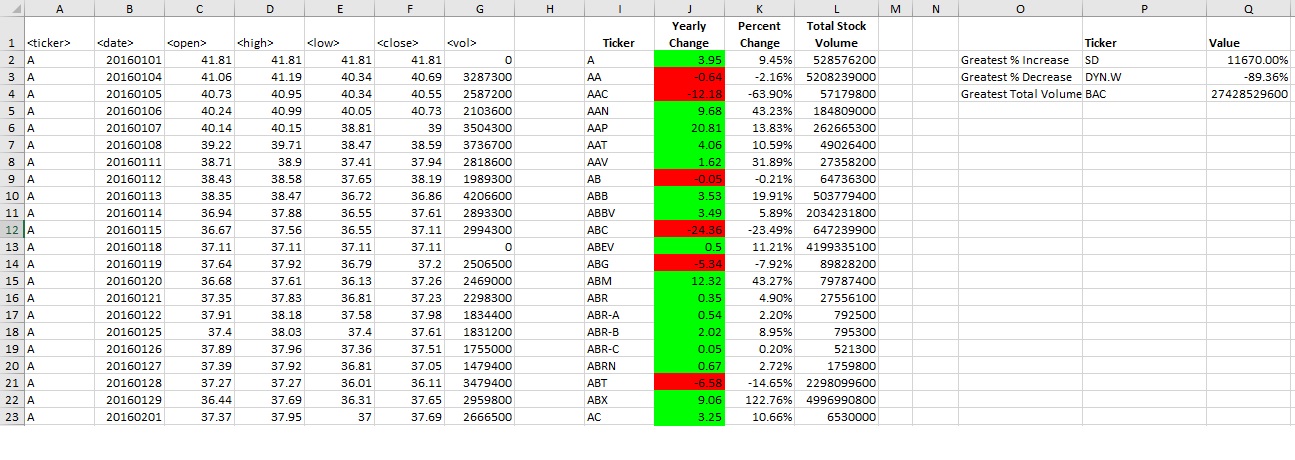 A B C D E F G H I J K L M N O P Q
Yearly Percent Total Stock
1 <ticker> <date> <open> <high> <low> <close> <vol> Ticker Change Change Volume Ticker Value
2 A 20160101 41.81 41.81 41.81 41.81 0 A 3.95 9.45% 528576200 Greatest % Increase SD 11670.00%
3 A 20160104 41.06 41.19 40.34 40.69 3287300 AA -0.64 -2.16% 5208239000 Greatest % Decrease DYN.W -89.36%
4 A 20160105 40.73 40.95 40.34 40.55 2587200 AAC -12.18 -63.90% 57179800 Greatest Total Volume BAC 27428529600
5 A 20160106 40.24 40.99 40.05 40.73 2103600 AAN 9.68 43.23% 184809000
6 A 20160107 40.14 40.15 38.81 39 3504300 AAP 20.81 13.83% 262665300
7 A 20160108 39.22 39.71 38.47 38.59 3736700 AAT 4.06 10.59% 49026400
8 A 20160111 38.71 38.9 37.41 37.94 2818600 AAV 1.62 31.89% 27358200
9 A 20160112 38.43 38.58 37.65 38.19 1989300 AB -0.05 -0.21% 64736300
10 A 20160113 38.35 38.47 36.72 36.86 4206600 ABB 3.53 19.91% 503779400
11 A 20160114 36.94 37.88 36.55 37.61 2893300 ABBV 3.49 5.89% 2034231800
12 A 20160115 36.67 37.56 36.55 37.11 2994300 ABC -24.36 -23.49% 647239900
13 A 20160118 37.11 37.11 37.11 37.11 0 ABEV 0.5 11.21% 4199335100
14 A 20160119 37.64 37.92 36.79 37.2 2506500 ABG -5.34 -7.92% 89828200
15 A 20160120 36.68 37.61 36.13 37.26 2469000 ABM 12.32 43.27% 79787400
16 A 20160121 37.35 37.83 36.81 37.23 2298300 ABR 0.35 4.90% 27556100
17 A 20160122 37.91 38.18 37.58 37.98 1834400 ABR-A 0.54 2.20% 792500
18 A 20160125 37.4 38.03 37.4 37.61 1831200 ABR-B 2.02 8.95% 795300
19 A 20160126 37.89 37.96 37.36 37.51 1755000 ABR-C 0.05 0.20% 521300
20 A 20160127 37.39 37.92 36.81 37.05 1479400 ABRN 0.67 2.72% 1759800
21 A 20160128 37.27 37.27 36.01 36.11 3479400 ABT -6.58 -14.65% 2298099600
22 A 20160129 36.44 37.69 36.31 37.65 2959800 ABX 9.06 122.76% 4996990800
23 A 20160201 37.37 37.95 37 37.69 2666500 AC 3.25 10.66% 6530000